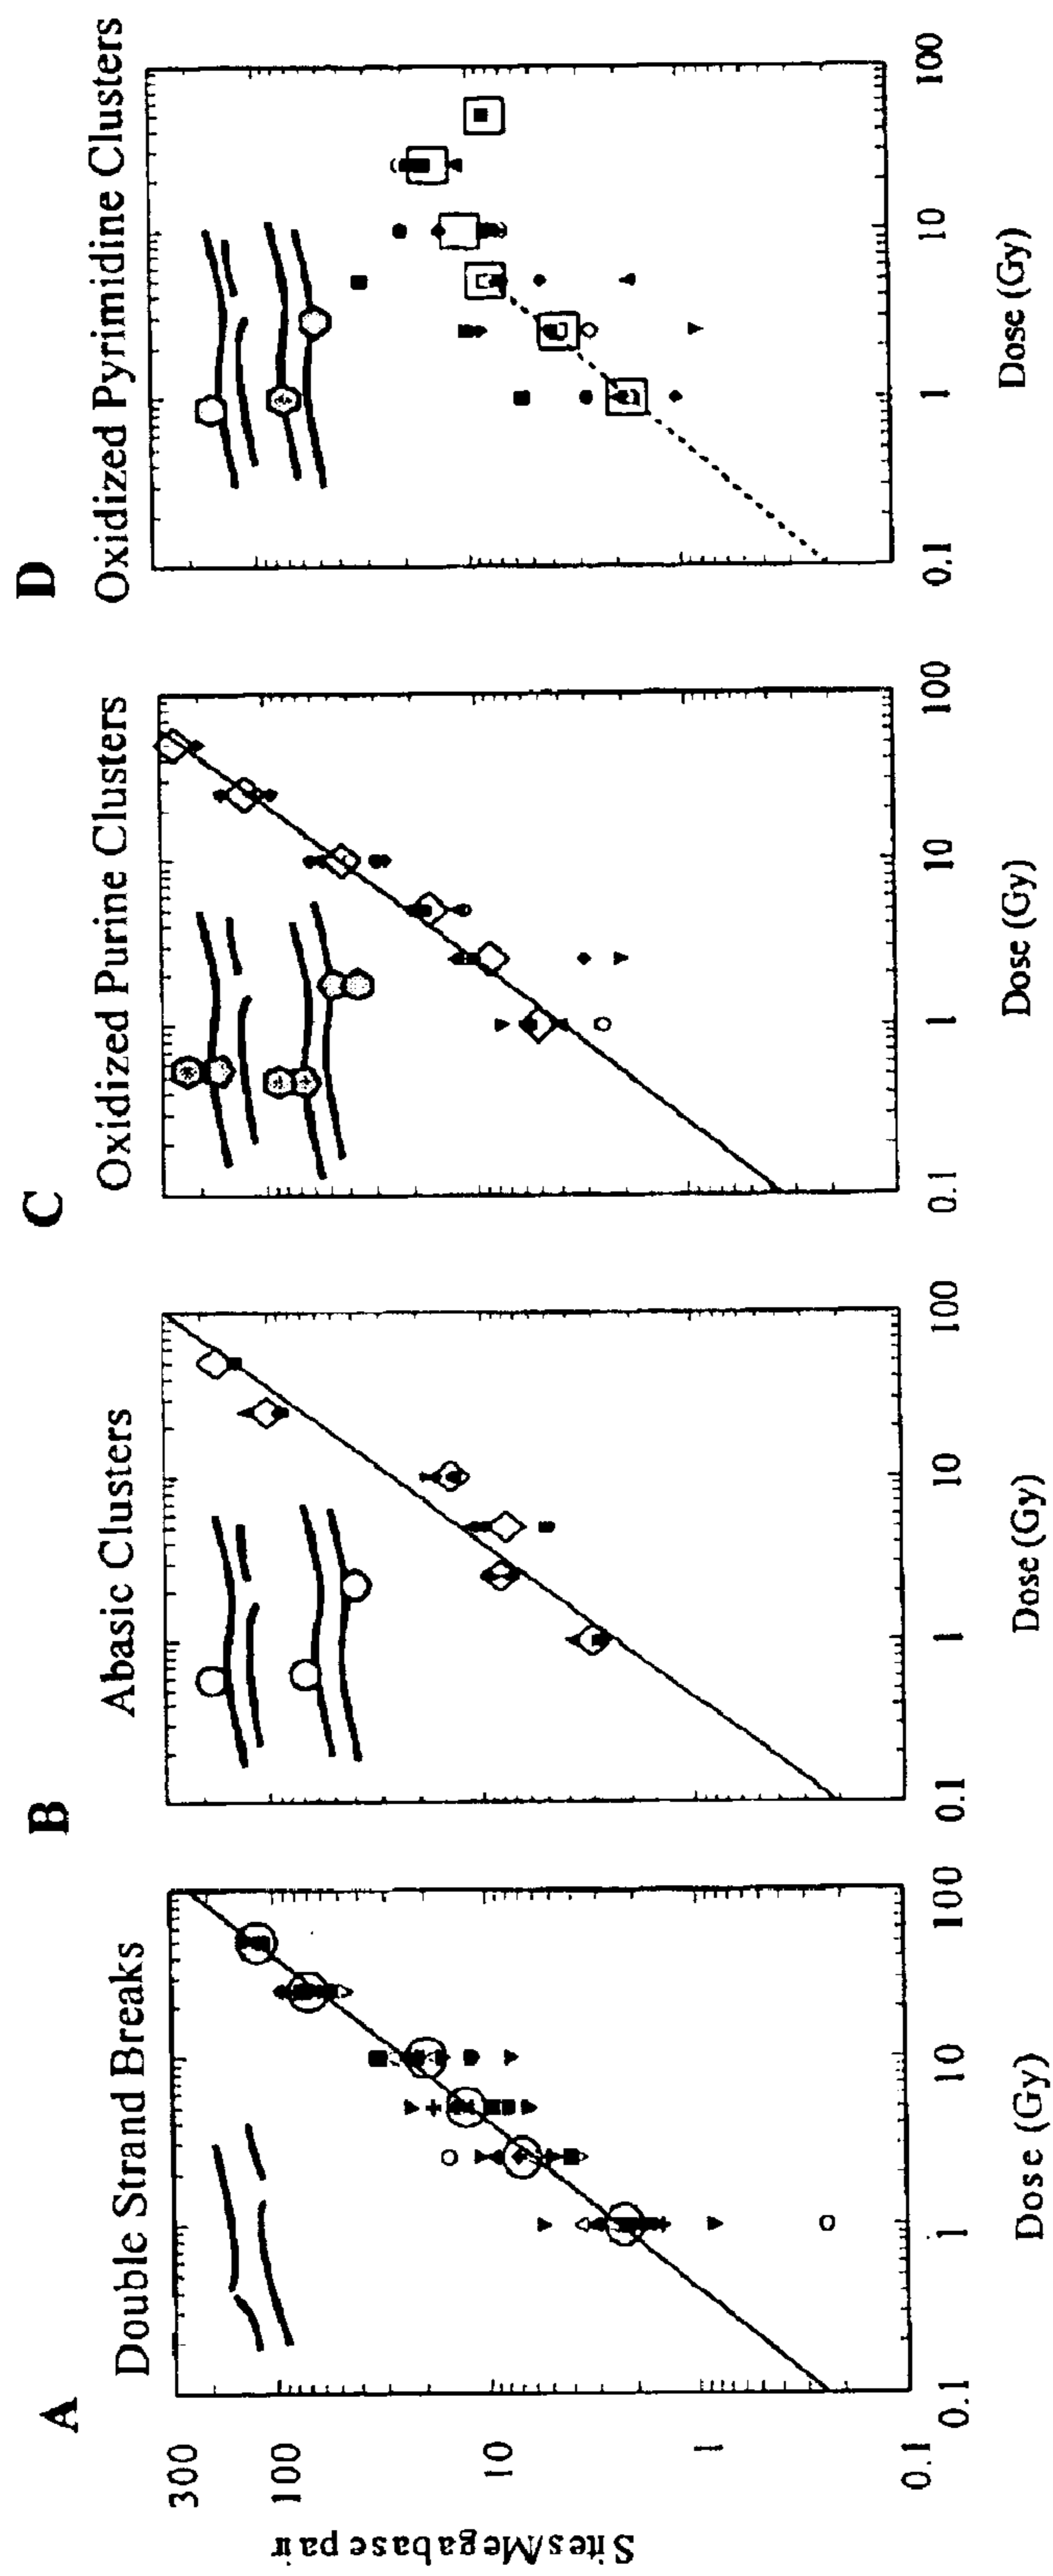 A
Double Strand Breaks
300
100
10
1
0.1
Sites/Megabase pair
0.1 1 10 100
Dose (Gy)
B
Abasic Clusters
0.1 1 10 100
Dose (Gy)
C
Oxidized Purine Clusters
0.1 1 10 100
Dose (Gy)
D
Oxidized Pyrimidine Clusters
0.1 1 10 100
Dose (Gy)